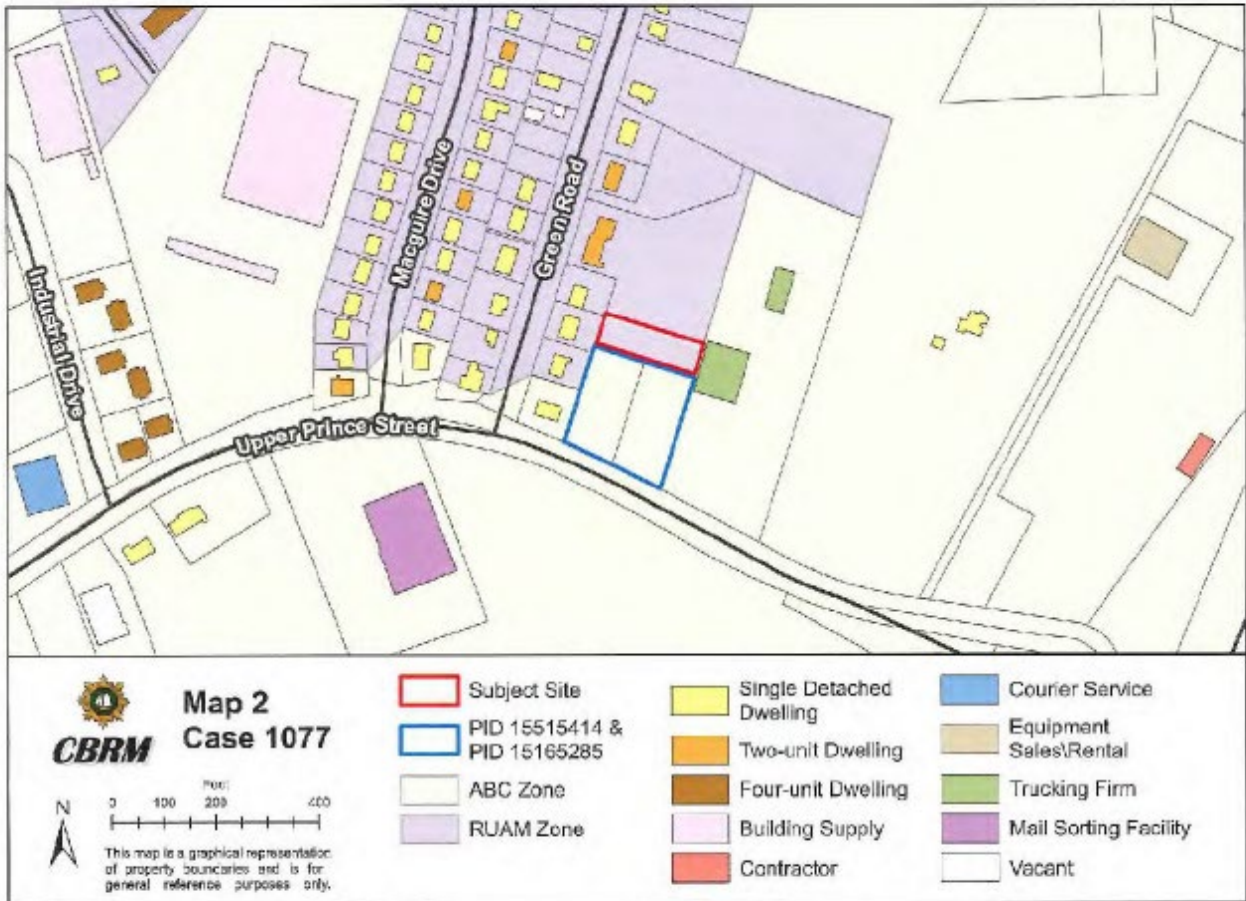 Macguire Drive
Green Road
Industrial Drive
Upper Prince Street
CBRM
Map 2
Case 1077
Feet
0 100 200 400
N
This map is a graphical representation
of property boundaries and is for
general reference purposes only.
Subject Site
PID 15515414 &
PID 15165285
ABC Zone
RUAM Zone
Single Detached
Dwelling
Two-unit Dwelling
Four-unit Dwelling
Building Supply
Contractor
Courier Service
Equipment
Sales\Rental
Trucking Firm
Mail Sorting Facility
Vacant